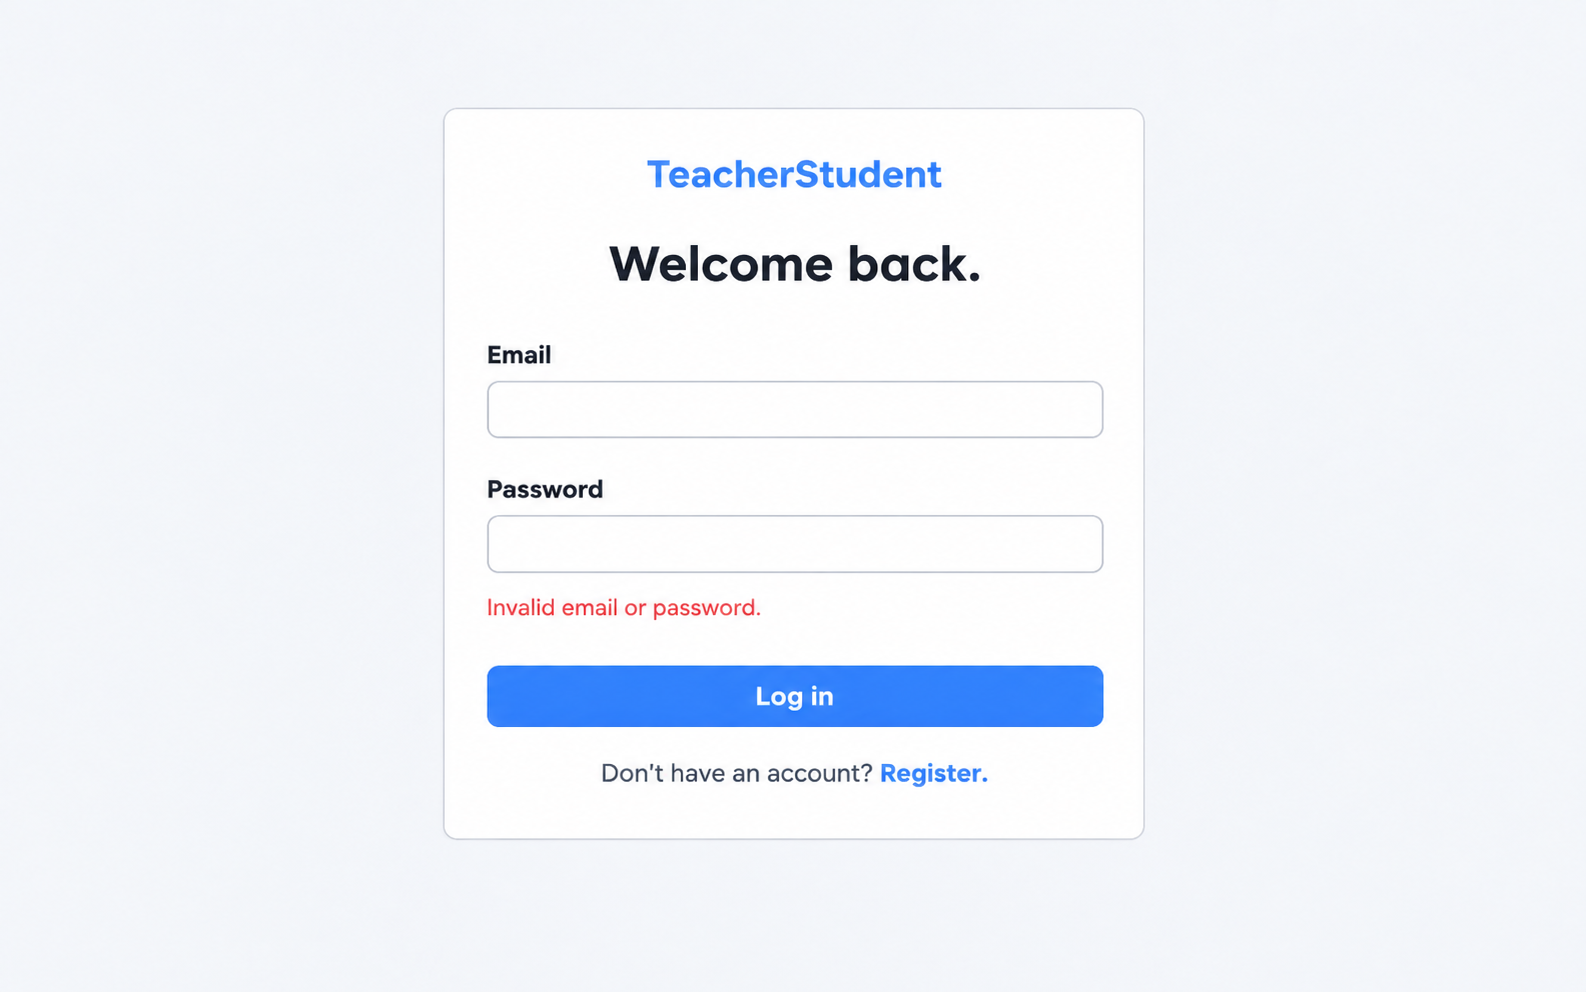 TeacherStudent
Welcome back.
Email
Password
Invalid email or password.
Log in
Don't have an account? Register.